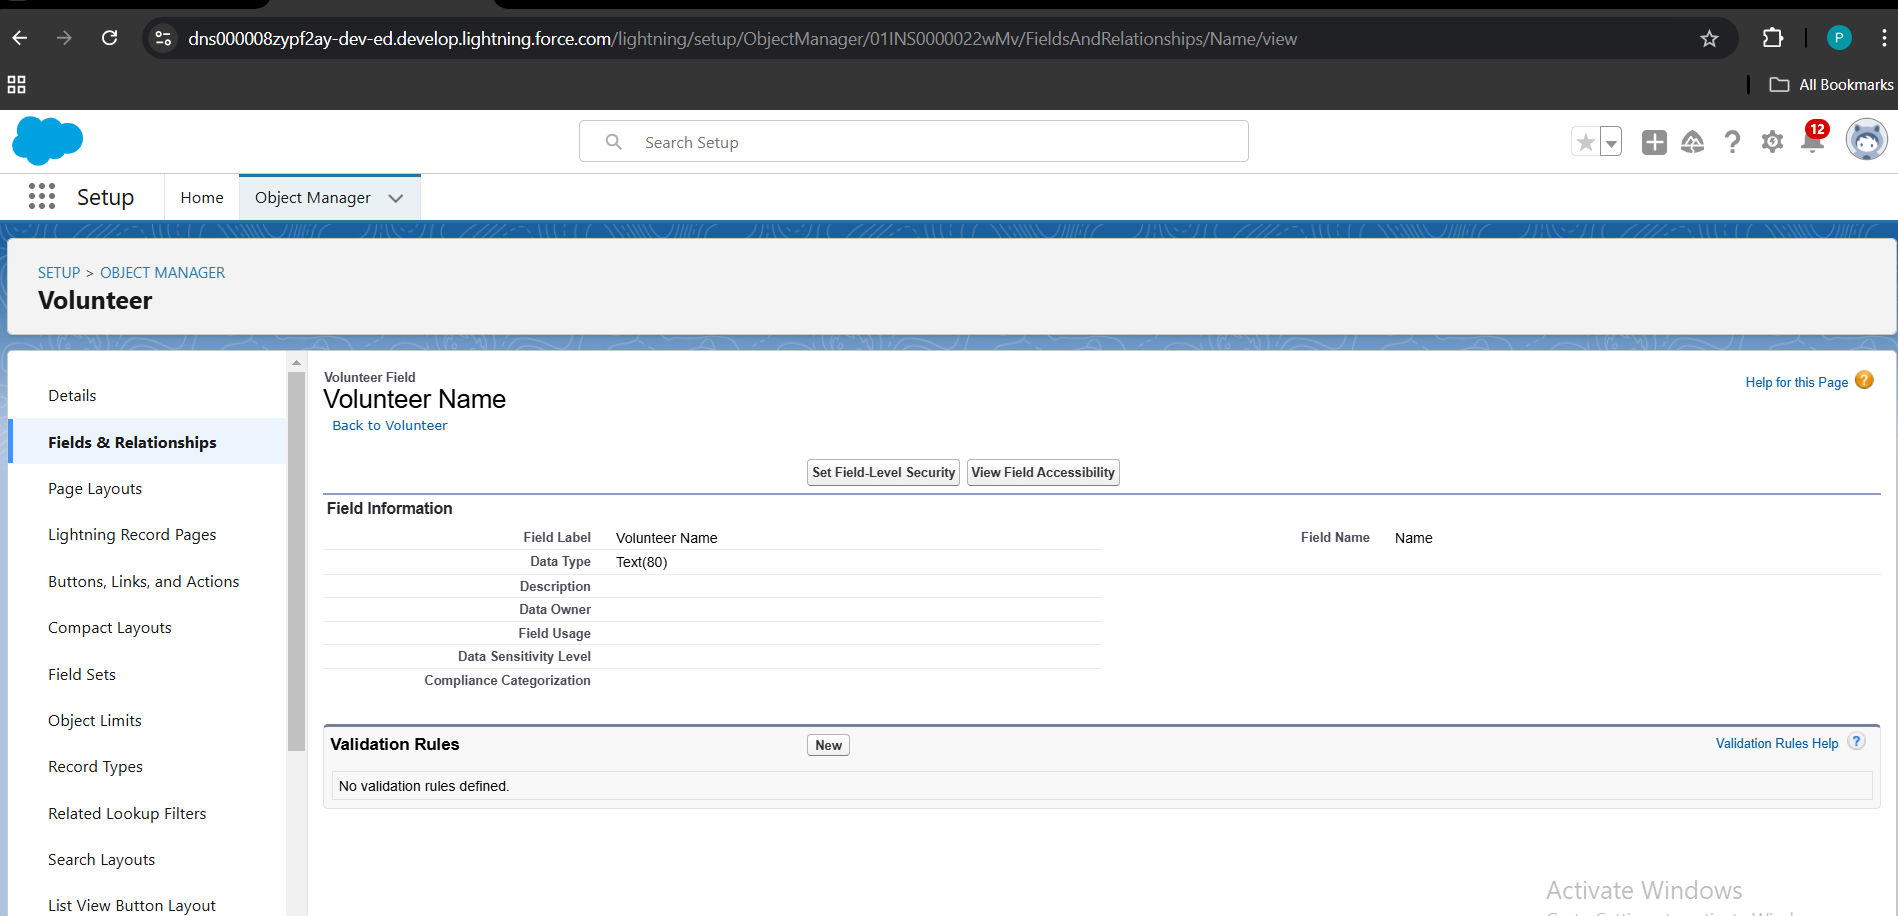 dns000008zypf2ay-dev-ed.develop.lightning.force.com/lightning/setup/ObjectManager/01INS0000022wMv/FieldsAndRelationships/Name/view
P
All Bookmarks
Search Setup
12
Setup
Home
Object Manager
SETUP > OBJECT MANAGER
Volunteer
Details
Fields & Relationships
Page Layouts
Lightning Record Pages
Buttons, Links, and Actions
Compact Layouts
Field Sets
Object Limits
Record Types
Related Lookup Filters
Search Layouts
List View Button Layout
Volunteer Field
Volunteer Name
Back to Volunteer
Help for this Page ?
Set Field-Level Security View Field Accessibility
Field Information
Field Label Volunteer Name Field Name Name
Data Type Text(80)
Description
Data Owner
Field Usage
Data Sensitivity Level
Compliance Categorization
Validation Rules New Validation Rules Help ?
No validation rules defined.
Activate Windows